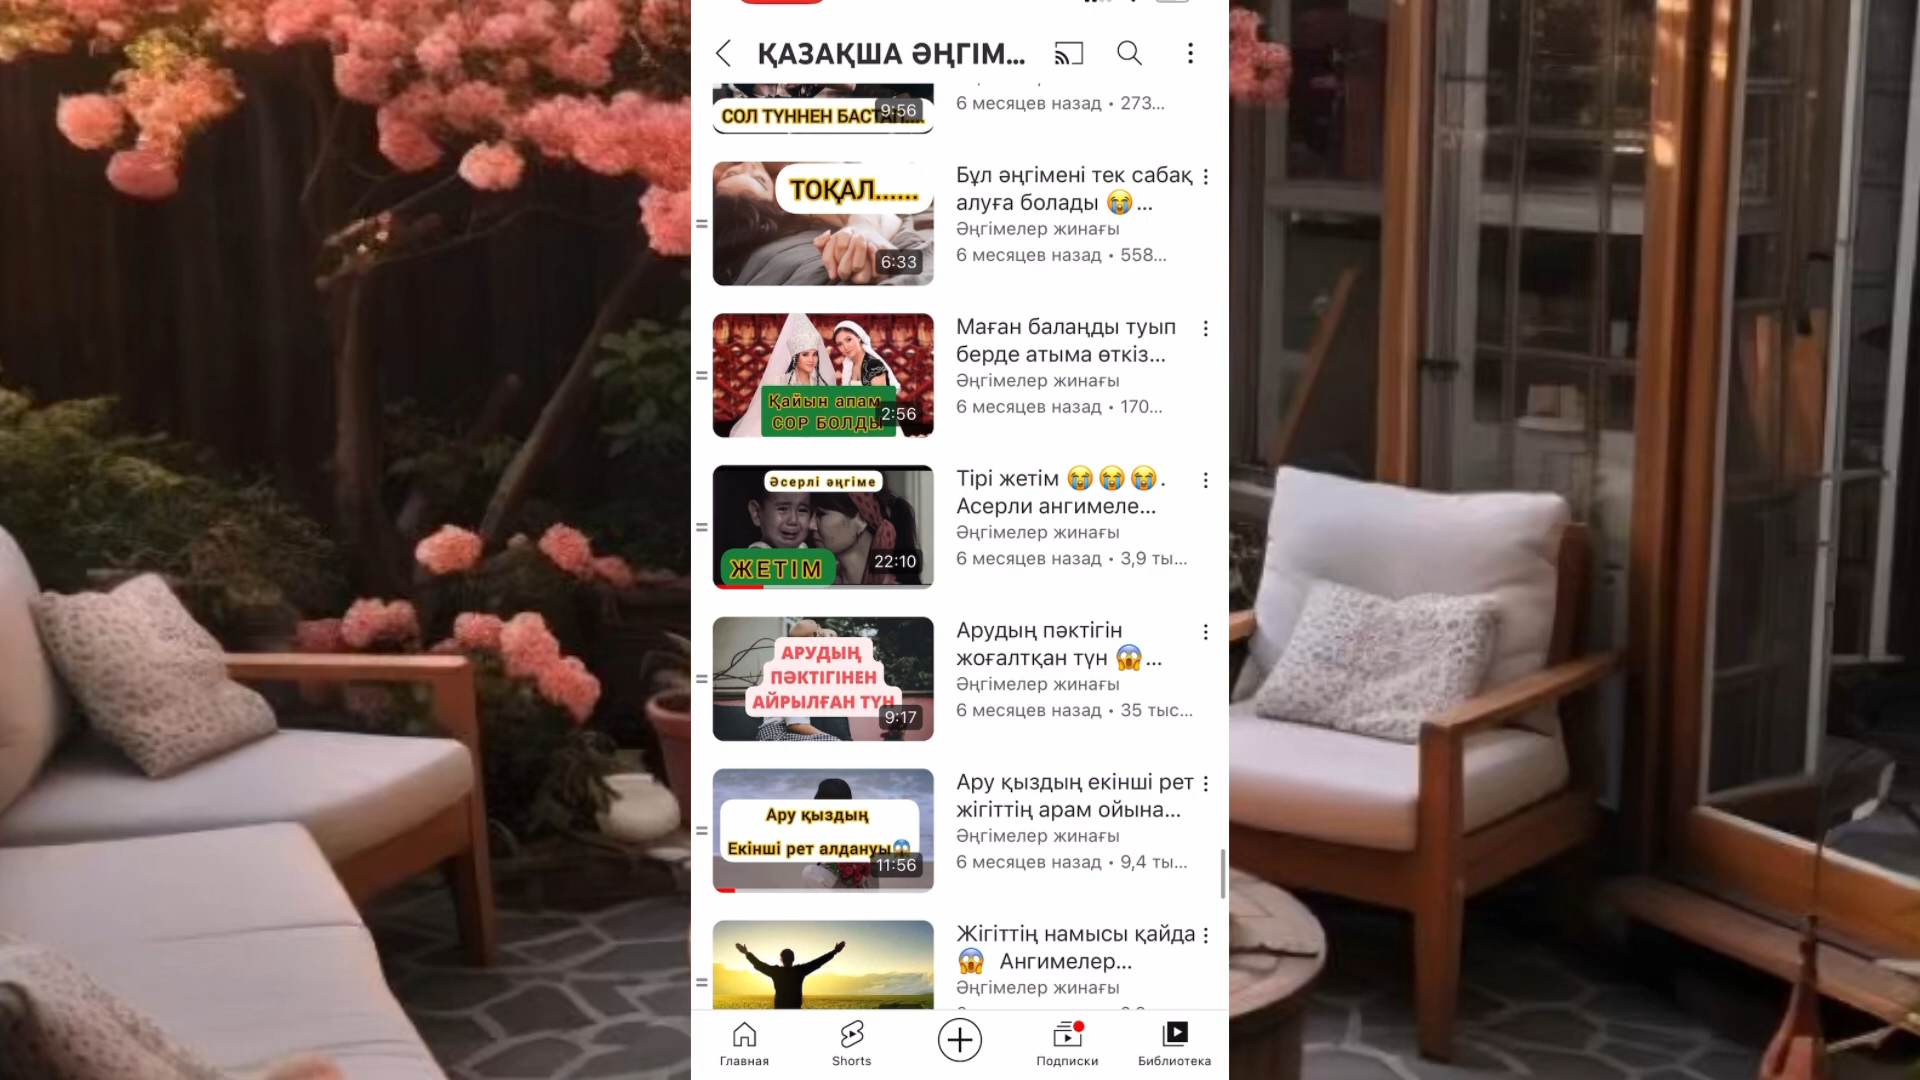 ҚАЗАҚША ӘҢГІМ...
СОЛ ТҮННЕН БАСТАП....
9:56
6 месяцев назад • 273...
ТОҚАЛ......
6:33
Бұл әңгімені тек сабақ
алуға болады 😭...
Әңгімелер жинағы
6 месяцев назад • 558...
Қайын апам
СОР БОЛДЫ
2:56
Маған балаңды туып
берде атыма өткіз...
Әңгімелер жинағы
6 месяцев назад • 170...
Әсерлі әңгіме
ЖЕТІМ
22:10
Тірі жетім 😭😭😭.
Асерли ангимеле...
Әңгімелер жинағы
6 месяцев назад • 3,9 ты...
АРУДЫҢ
ПӘКТІГІНЕН
АЙРЫЛҒАН ТҮН
9:17
Арудың пәктігін
жоғалтқан түн 😱...
Әңгімелер жинағы
6 месяцев назад • 35 тыс...
Ару қыздың
Екінші рет алдануы😱
11:56
Ару қыздың екінші рет
жігіттің арам ойына...
Әңгімелер жинағы
6 месяцев назад • 9,4 ты...
Жігіттің намысы қайда
😱 Ангимелер...
Әңгімелер жинағы
Главная
Shorts
Подписки
Библиотека